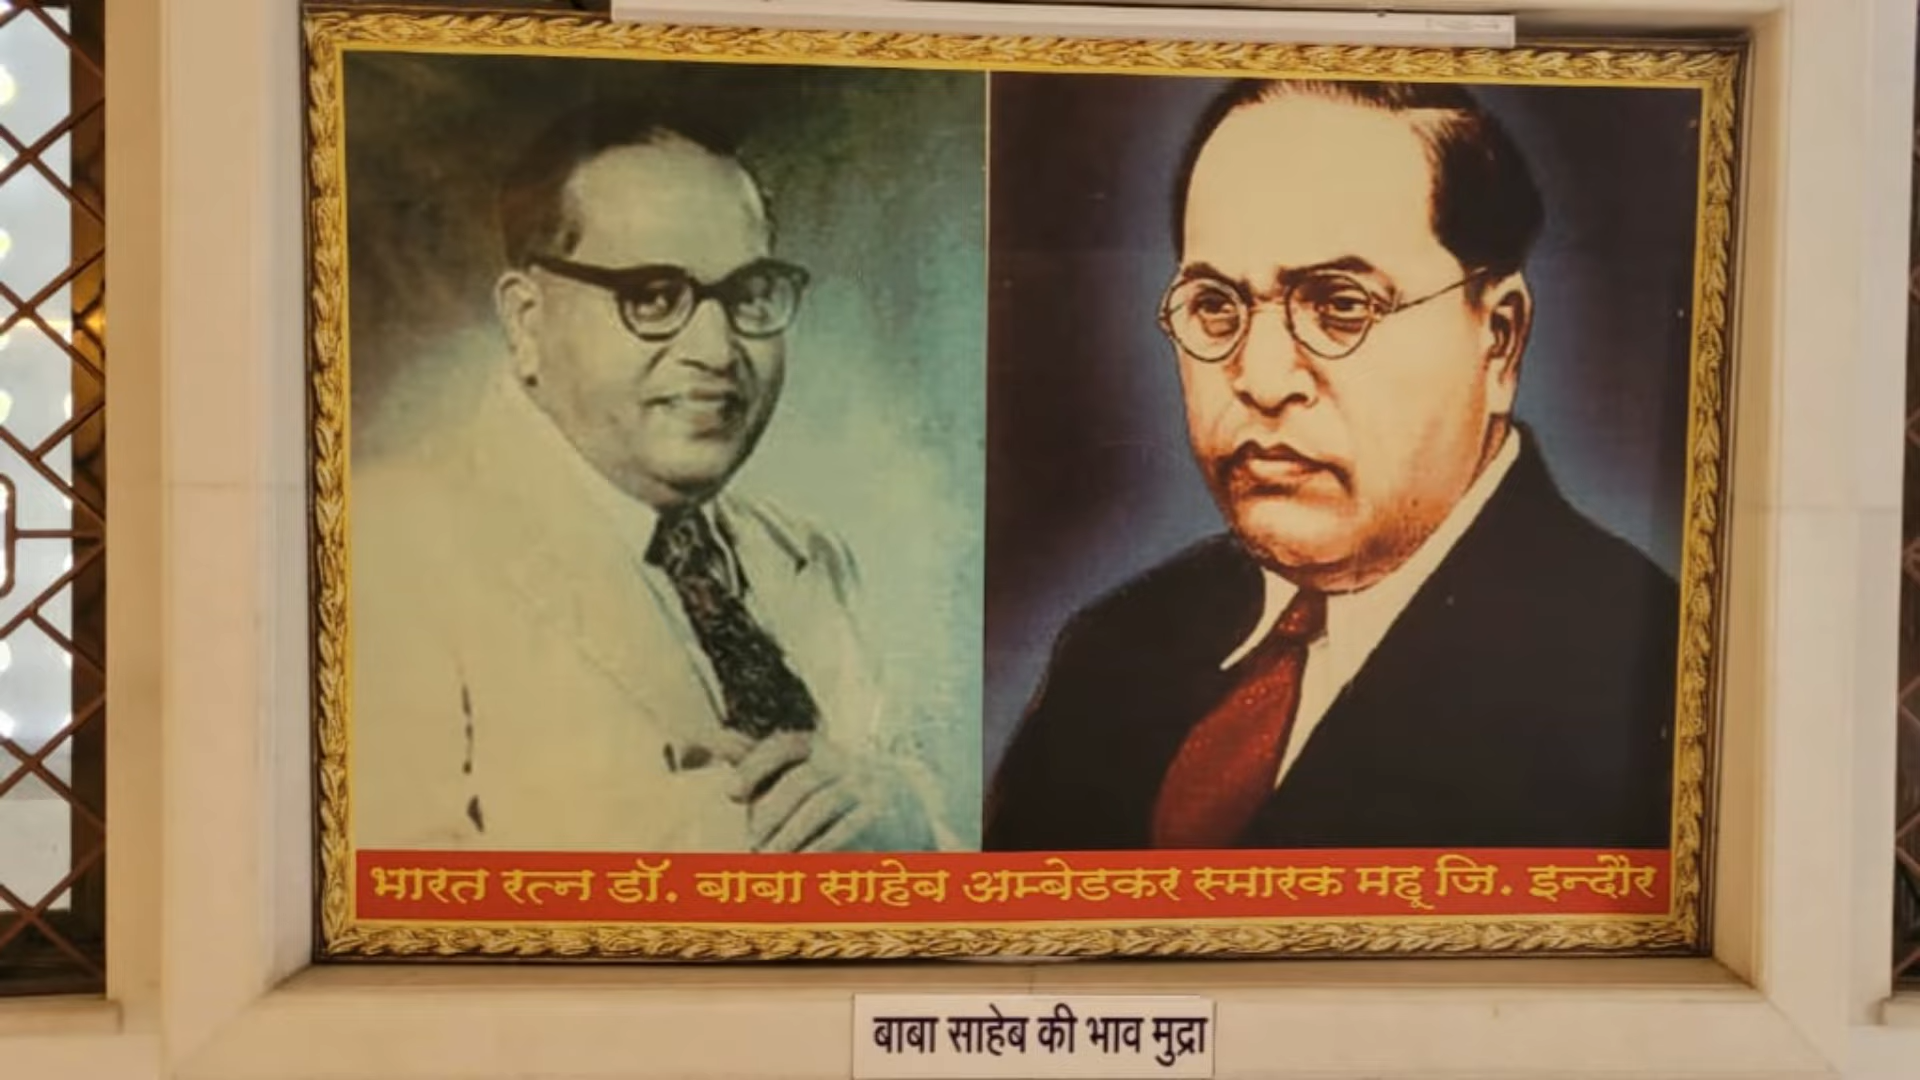 भारत रत्न डॉ. बाबा साहेब अम्बेडकर स्मारक महू जि. इन्दौर
बाबा साहेब की भाव मुद्रा